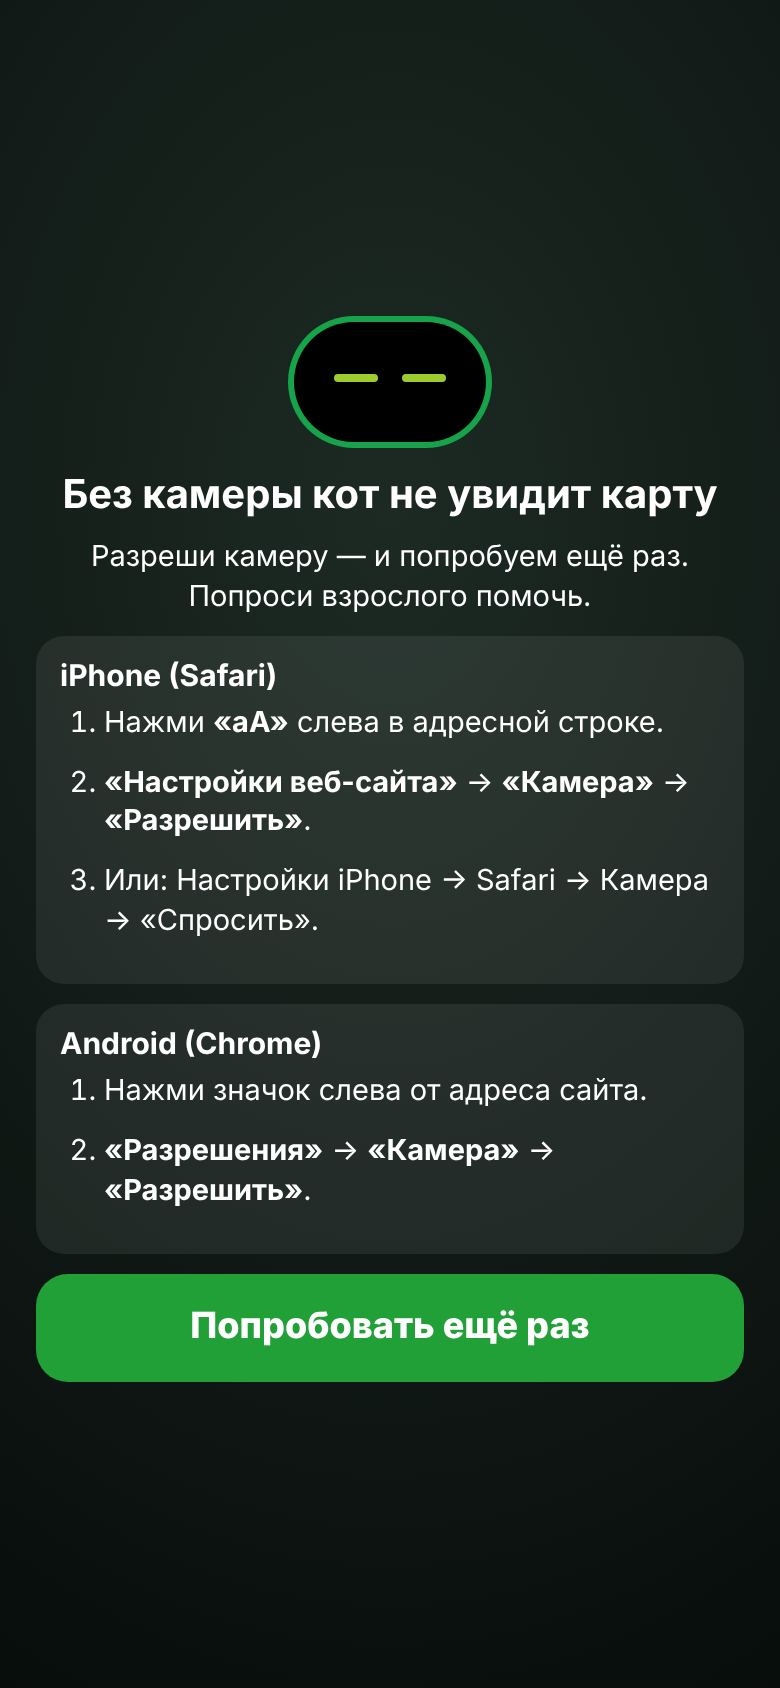 Без камеры кот не увидит карту
Разреши камеру — и попробуем ещё раз.
Попроси взрослого помочь.
iPhone (Safari)
1. Нажми «aA» слева в адресной строке.
2. «Настройки веб-сайта» → «Камера» →
«Разрешить».
3. Или: Настройки iPhone → Safari → Камера
→ «Спросить».
Android (Chrome)
1. Нажми значок слева от адреса сайта.
2. «Разрешения» → «Камера» →
«Разрешить».
Попробовать ещё раз